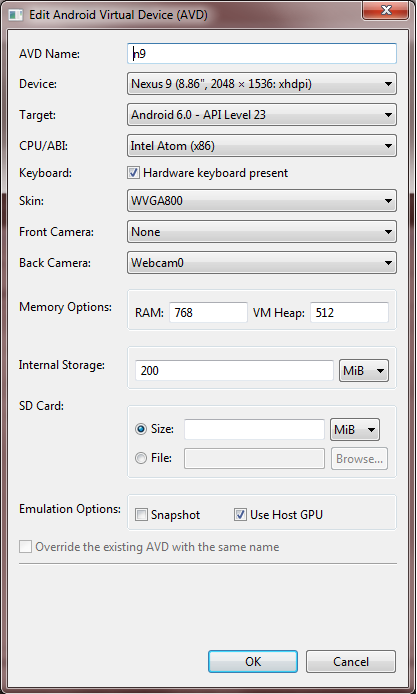 Edit Android Virtual Device (AVD)
AVD Name: n9
Device: Nexus 9 (8.86", 2048 × 1536: xhdpi)
Target: Android 6.0 - API Level 23
CPU/ABI: Intel Atom (x86)
Keyboard: Hardware keyboard present
Skin: WVGA800
Front Camera: None
Back Camera: Webcam0
Memory Options: RAM: 768 VM Heap: 512
Internal Storage: 200 MiB
SD Card:
Size: MiB
File: Browse...
Emulation Options: Snapshot Use Host GPU
Override the existing AVD with the same name
OK Cancel